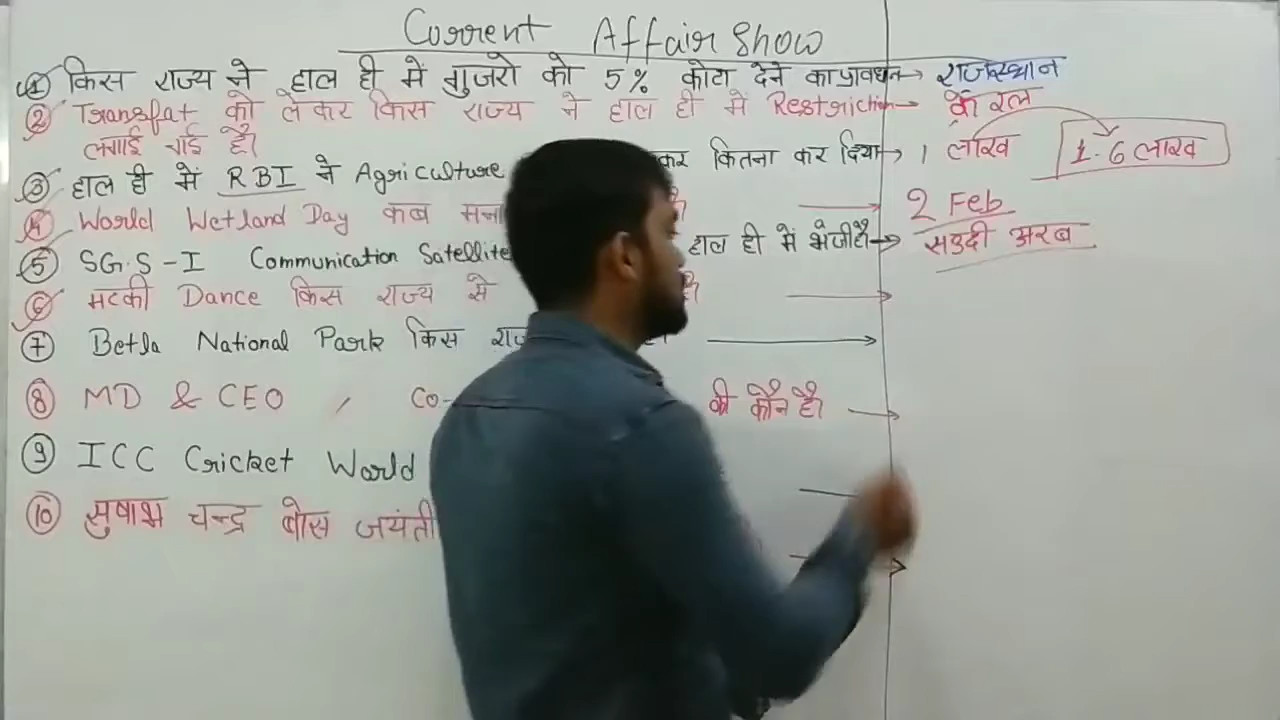 Current Affair Show
① किस राज्य ने हाल ही में गुजरो को 5% कोटा देने का प्रावधन → राजस्थान
② Transfat को लेकर किस राज्य ने हाल ही में Restriction → केरल
लगाई गई है।
③ हाल ही में RBI ने Agriculture कर कितना कर दिया → 1 लाख 1.6 लाख
④ World Wetland Day कब मना है → 2 Feb
⑤ SG.S-I Communication Satellite हाल ही में भेजी है → सउदी अरब
⑥ मटकी Dance किस राज्य से है →
⑦ Betla National Park किस →
⑧ MD & CEO , Co- की कौन है। →
⑨ ICC Cricket World
⑩ सुषाभ चन्द्र बोस जयंती →